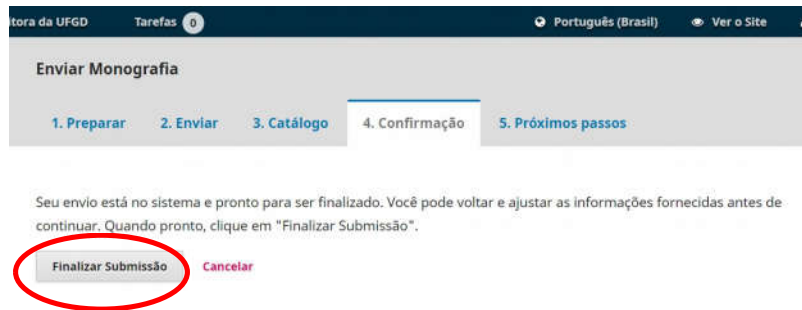 itora da UFGD Tarefas 0 Português (Brasil) Ver o Site
Enviar Monografia
1. Preparar 2. Enviar 3. Catálogo 4. Confirmação 5. Próximos passos
Seu envio está no sistema e pronto para ser finalizado. Você pode voltar e ajustar as informações fornecidas antes de
continuar. Quando pronto, clique em "Finalizar Submissão".
Finalizar Submissão Cancelar